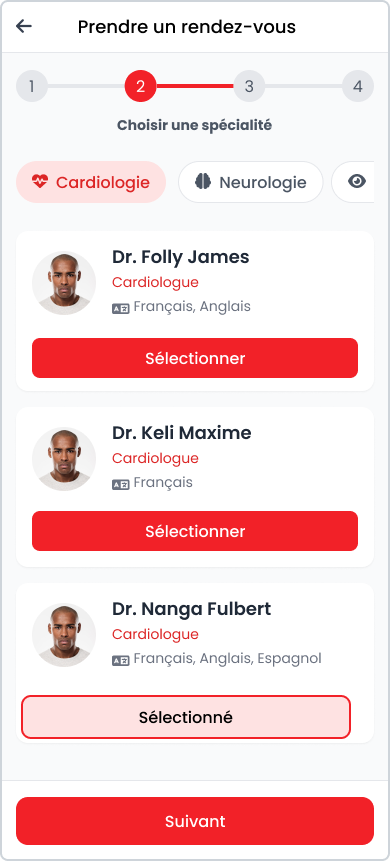 Prendre un rendez-vous
1 2 3 4
Choisir une spécialité
Cardiologie Neurologie
Dr. Folly James
Cardiologue
Français, Anglais
Sélectionner
Dr. Keli Maxime
Cardiologue
Français
Sélectionner
Dr. Nanga Fulbert
Cardiologue
Français, Anglais, Espagnol
Sélectionné
Suivant